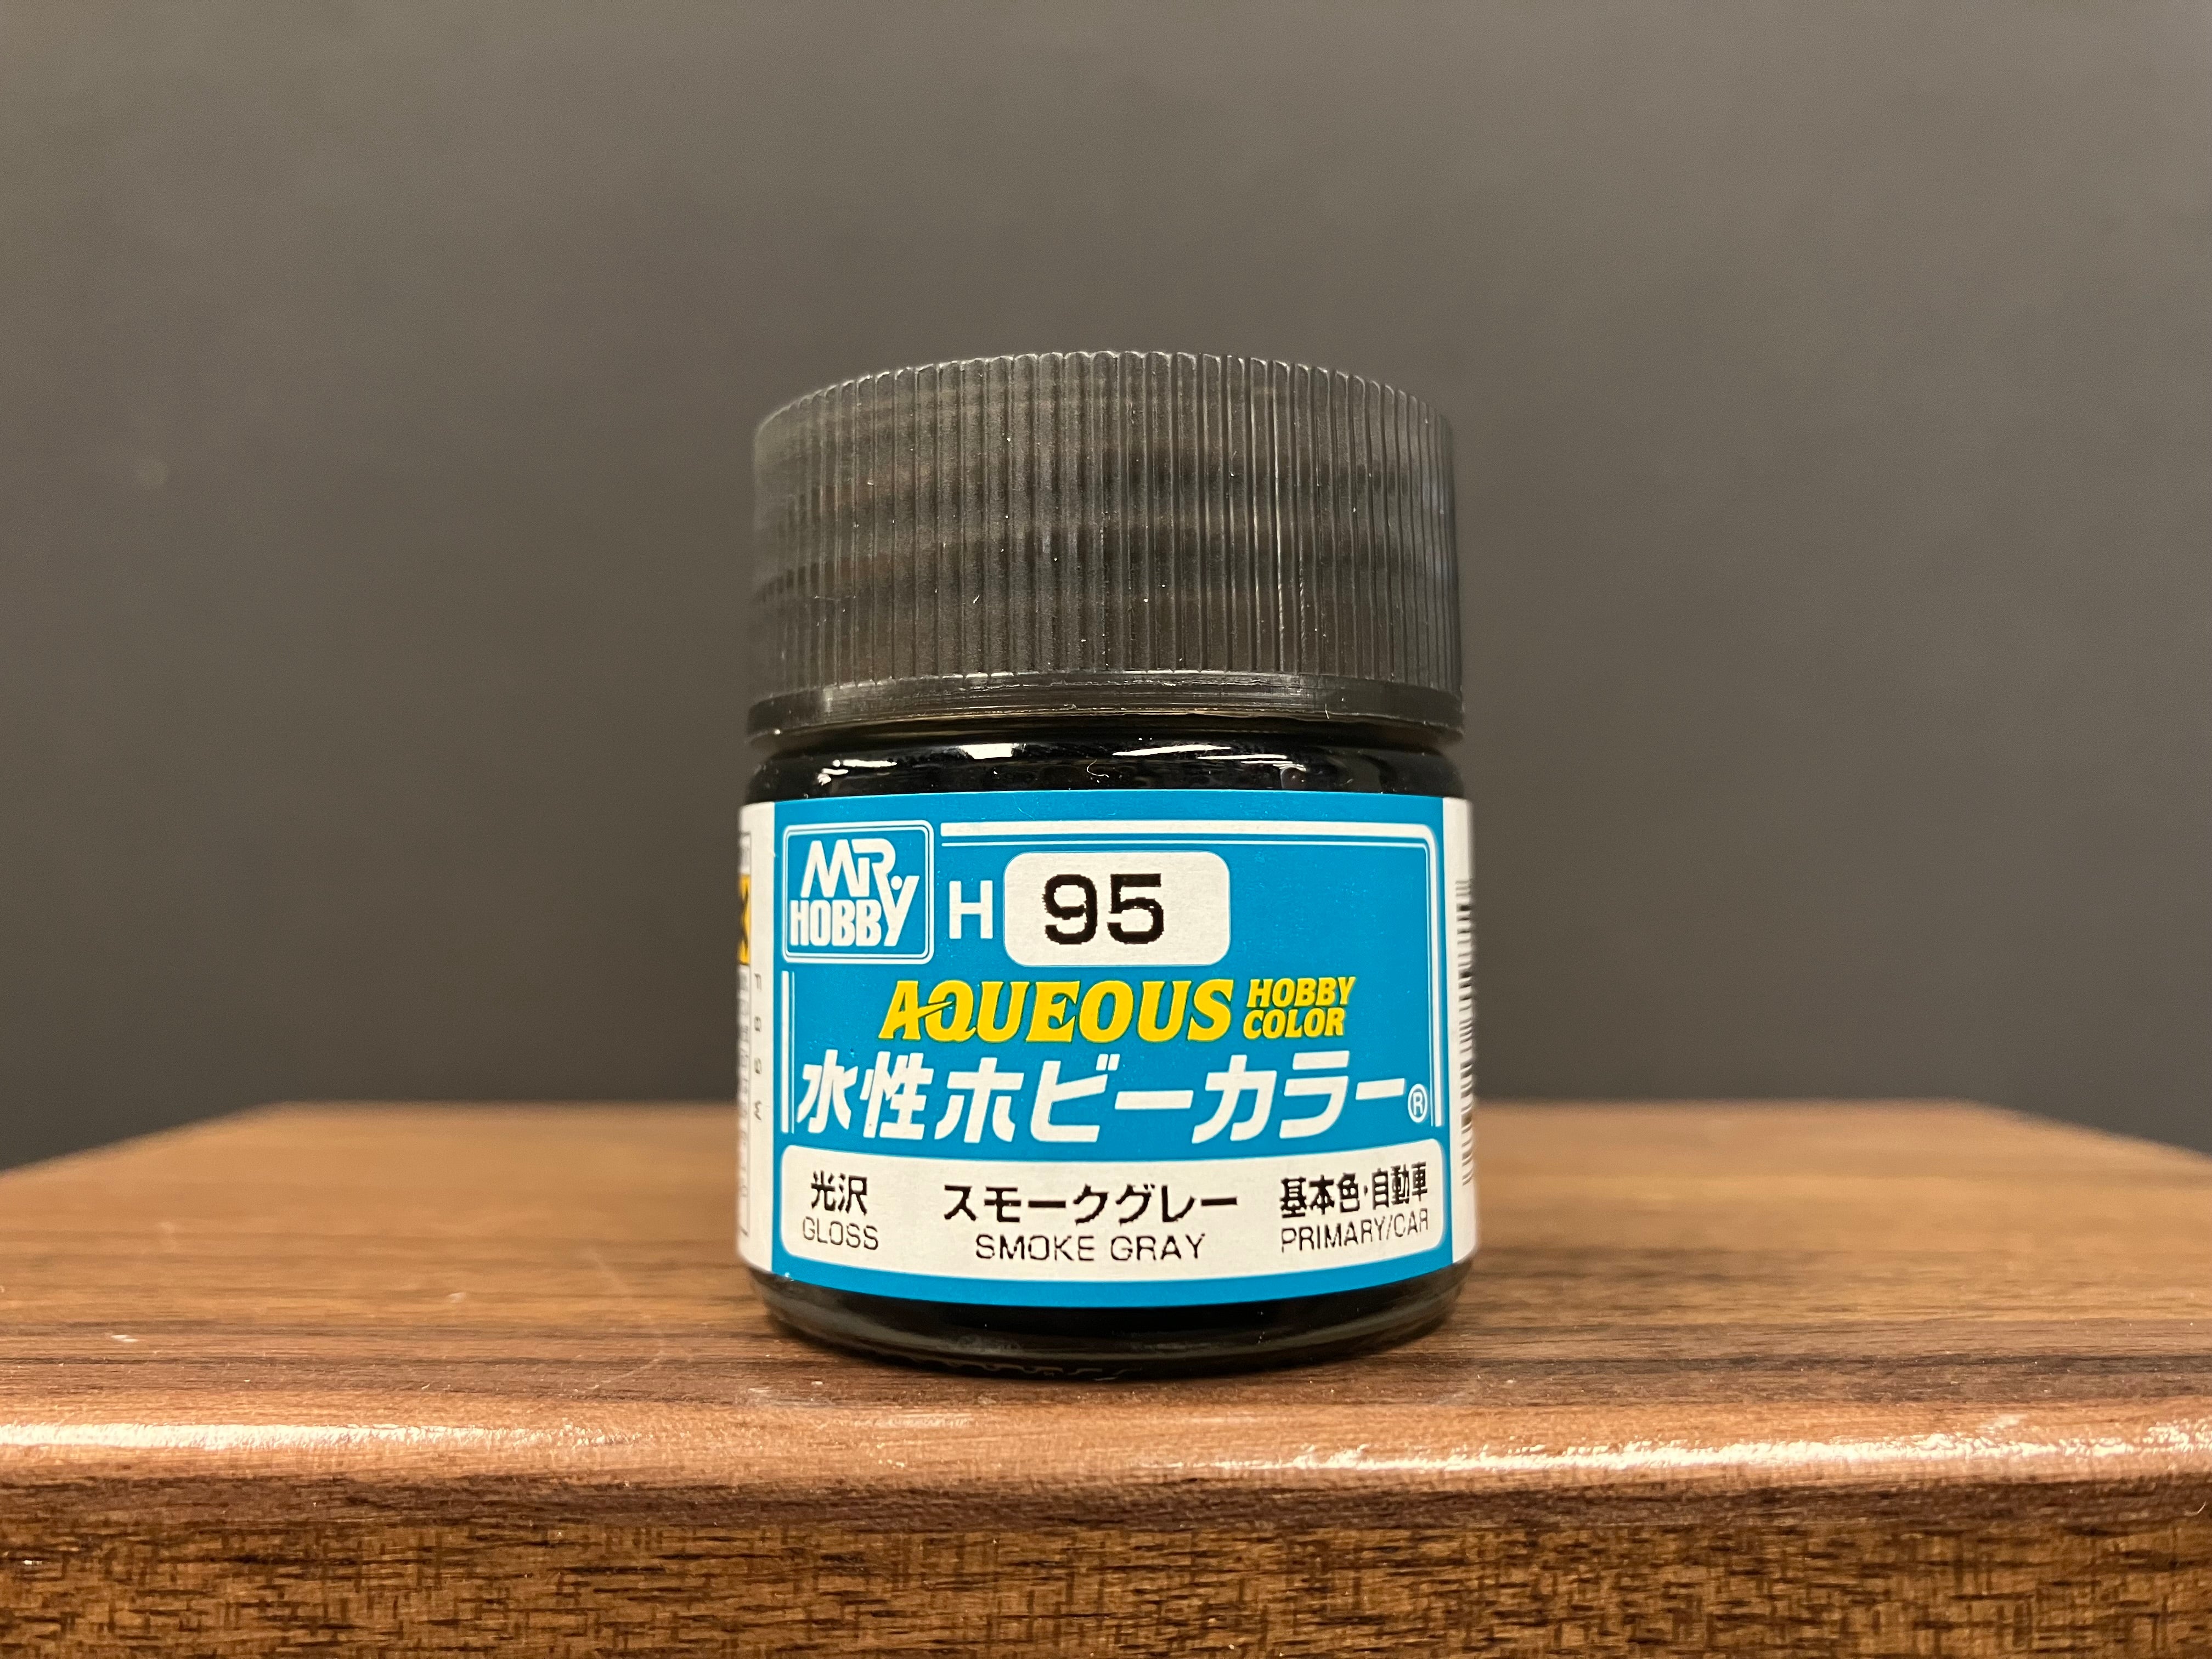 MR.
HOBBY
H 95
AQUEOUS HOBBY COLOR
水性ホビーカラー®
光沢 スモークグレー 基本色・自動車
GLOSS SMOKE GRAY PRIMARY/CAR